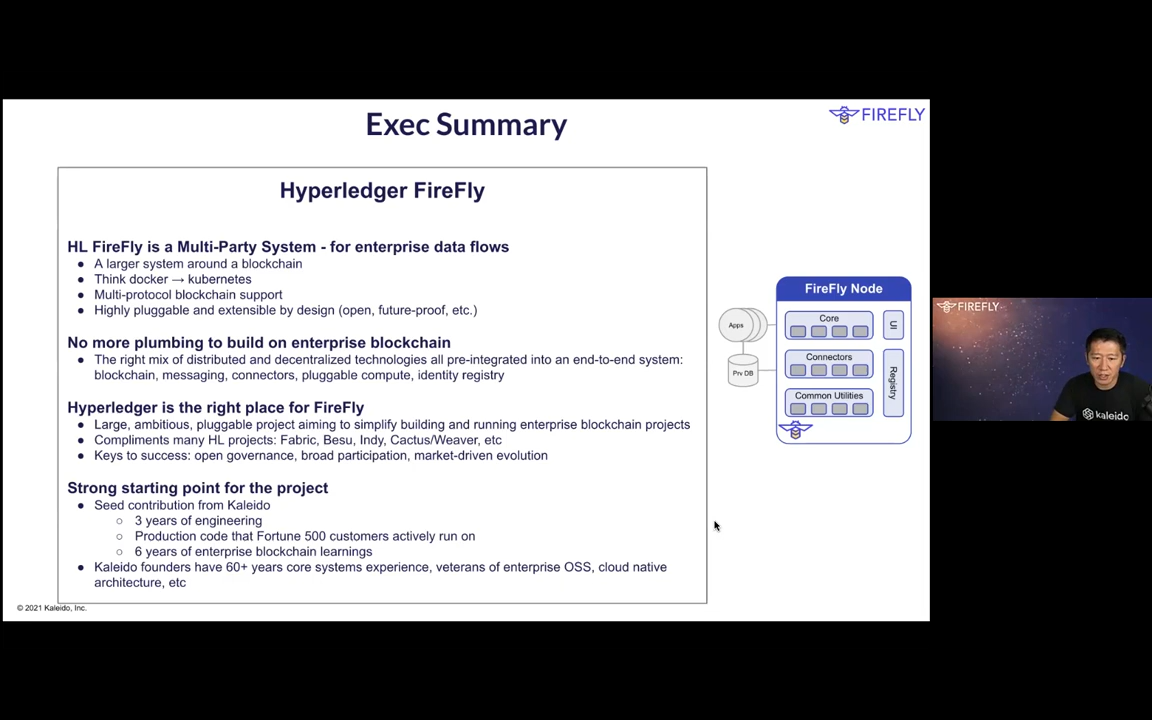 Exec Summary
FIREFLY
Hyperledger FireFly
HL FireFly is a Multi-Party System - for enterprise data flows
● A larger system around a blockchain
● Think docker → kubernetes
● Multi-protocol blockchain support
● Highly pluggable and extensible by design (open, future-proof, etc.)
No more plumbing to build on enterprise blockchain
● The right mix of distributed and decentralized technologies all pre-integrated into an end-to-end system:
blockchain, messaging, connectors, pluggable compute, identity registry
Hyperledger is the right place for FireFly
● Large, ambitious, pluggable project aiming to simplify building and running enterprise blockchain projects
● Compliments many HL projects: Fabric, Besu, Indy, Cactus/Weaver, etc
● Keys to success: open governance, broad participation, market-driven evolution
Strong starting point for the project
● Seed contribution from Kaleido
○ 3 years of engineering
○ Production code that Fortune 500 customers actively run on
○ 6 years of enterprise blockchain learnings
● Kaleido founders have 60+ years core systems experience, veterans of enterprise OSS, cloud native
architecture, etc
© 2021 Kaleido, Inc.
FireFly Node
Apps
Prv DB
Core
Connectors
Common Utilities
UI
Registry
FIREFLY
kaleido